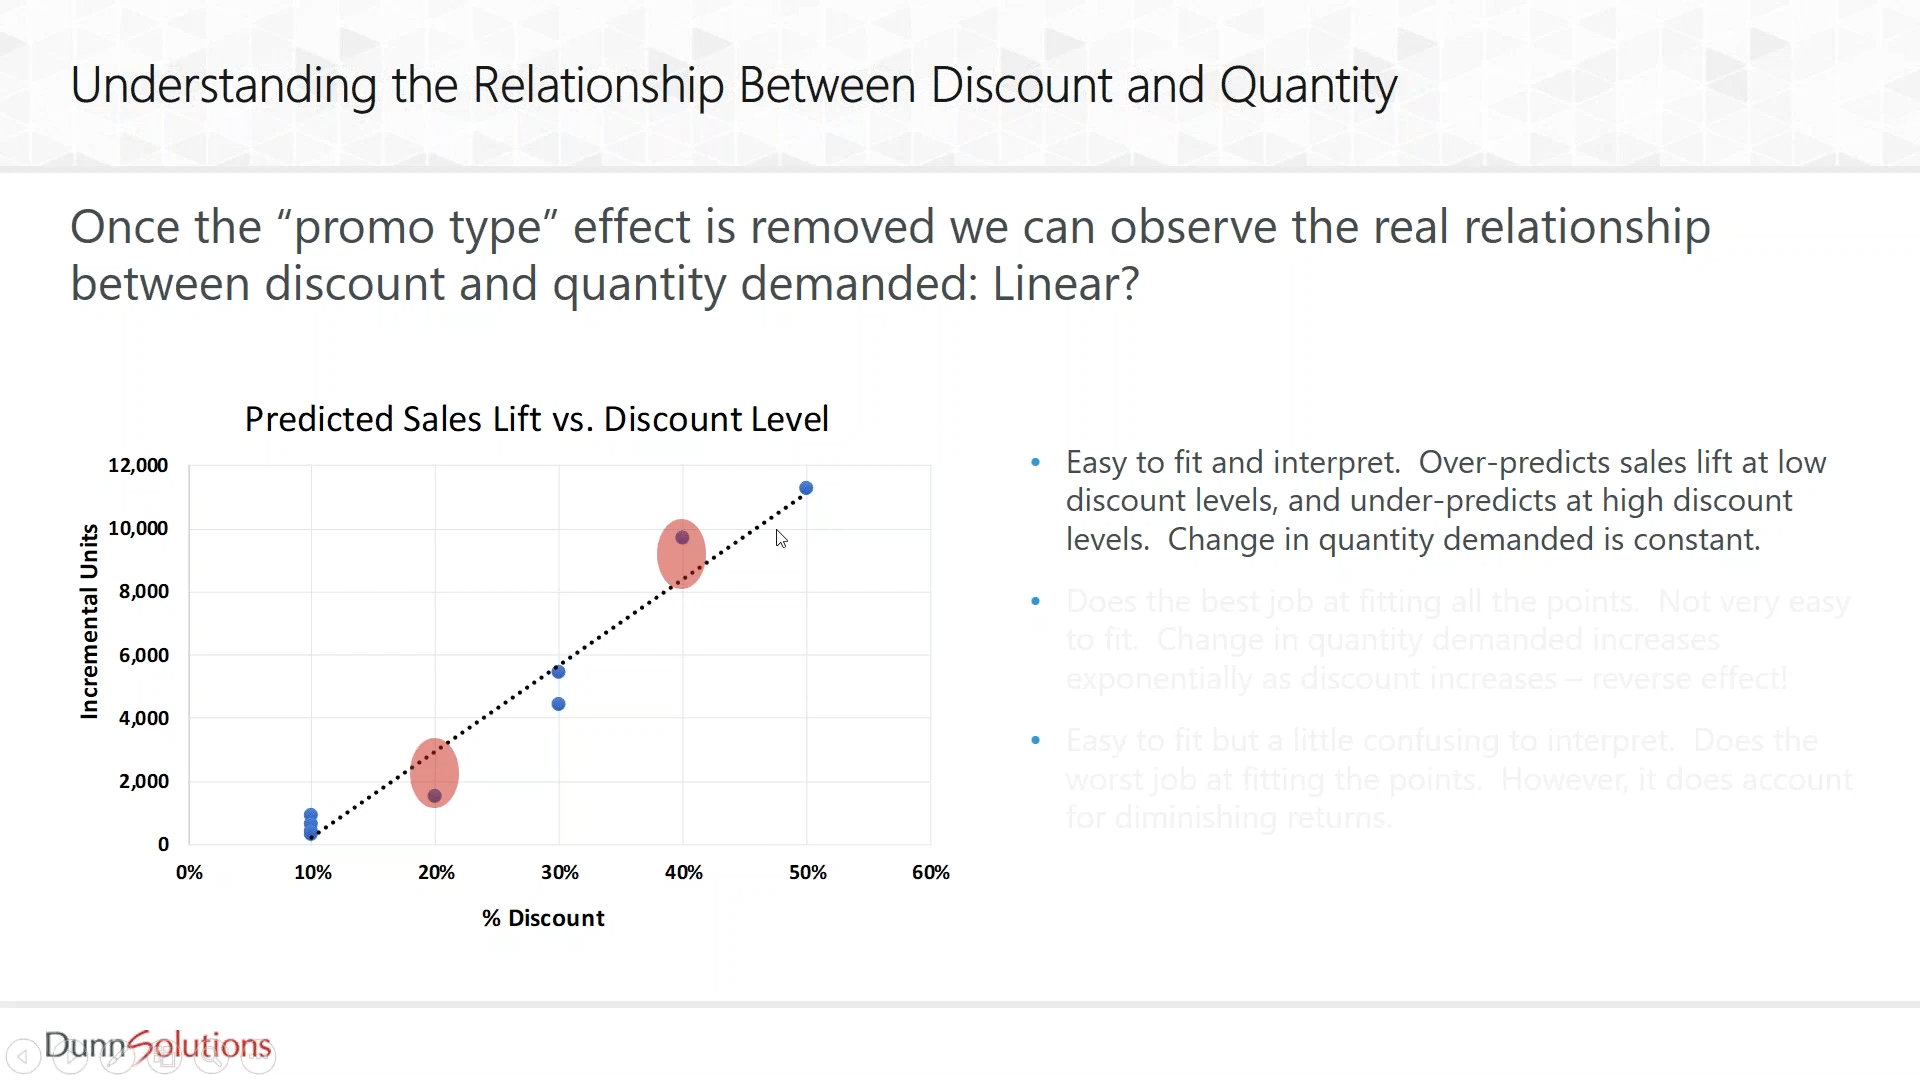 Understanding the Relationship Between Discount and Quantity
Once the “promo type” effect is removed we can observe the real relationship
between discount and quantity demanded: Linear?
Predicted Sales Lift vs. Discount Level
12,000
10,000
8,000
6,000
4,000
2,000
0
Incremental Units
0% 10% 20% 30% 40% 50% 60%
% Discount
• Easy to fit and interpret.  Over-predicts sales lift at low
discount levels, and under-predicts at high discount
levels.  Change in quantity demanded is constant.
• Does the best job at fitting all the points.  Not very easy
to fit.  Change in quantity demanded increases
exponentially as discount increases – reverse effect!
• Easy to fit but a little confusing to interpret.  Does the
worst job at fitting the points.  However, it does account
for diminishing returns.
DunnSolutions